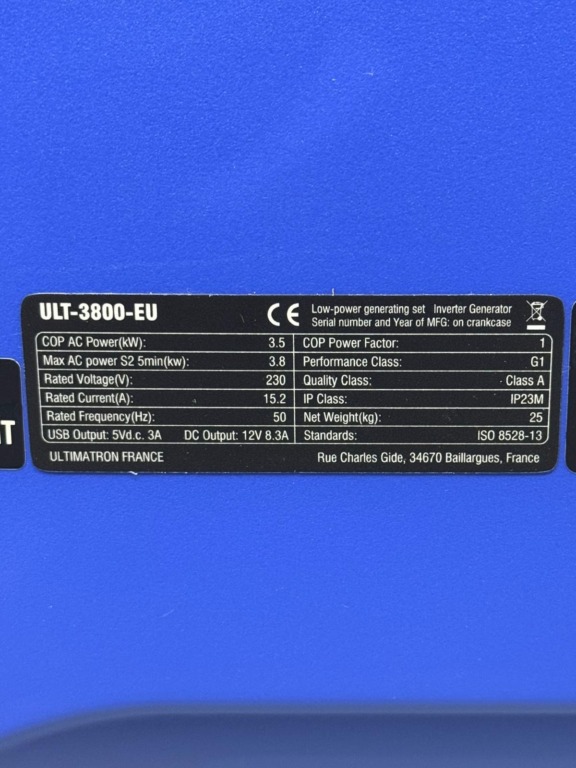 ULT-3800-EU
CE Low-power generating set Inverter Generator
Serial number and Year of MFG: on crankcase
COP AC Power(kW): 3.5 COP Power Factor: 1
Max AC power S2 5min(kw): 3.8 Performance Class: G1
Rated Voltage(V): 230 Quality Class: Class A
Rated Current(A): 15.2 IP Class: IP23M
Rated Frequency(Hz): 50 Net Weight(kg): 25
USB Output: 5Vd.c. 3A DC Output: 12V 8.3A Standards: ISO 8528-13
ULTIMATRON FRANCE Rue Charles Gide, 34670 Baillargues, France